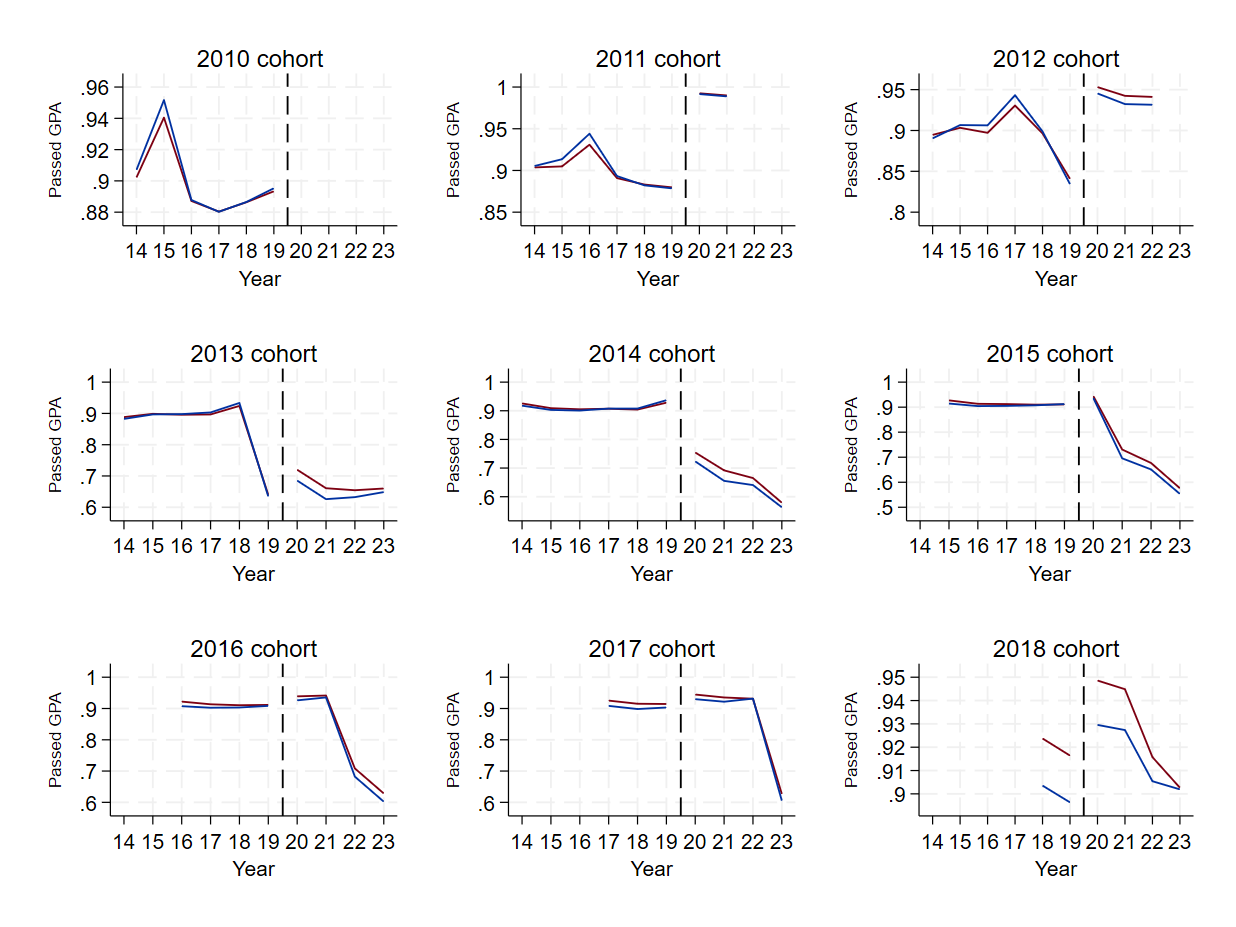 2010 cohort
Passed GPA
.96
.94
.92
.9
.88
14 15 16 17 18 19 20 21 22 23
Year
2011 cohort
Passed GPA
1
.95
.9
.85
14 15 16 17 18 19 20 21 22 23
Year
2012 cohort
Passed GPA
.95
.9
.85
.8
14 15 16 17 18 19 20 21 22 23
Year
2013 cohort
Passed GPA
1
.9
.8
.7
.6
14 15 16 17 18 19 20 21 22 23
Year
2014 cohort
Passed GPA
1
.9
.8
.7
.6
14 15 16 17 18 19 20 21 22 23
Year
2015 cohort
Passed GPA
1
.9
.8
.7
.6
.5
14 15 16 17 18 19 20 21 22 23
Year
2016 cohort
Passed GPA
1
.9
.8
.7
.6
14 15 16 17 18 19 20 21 22 23
Year
2017 cohort
Passed GPA
1
.9
.8
.7
.6
14 15 16 17 18 19 20 21 22 23
Year
2018 cohort
Passed GPA
.95
.94
.93
.92
.91
.9
14 15 16 17 18 19 20 21 22 23
Year